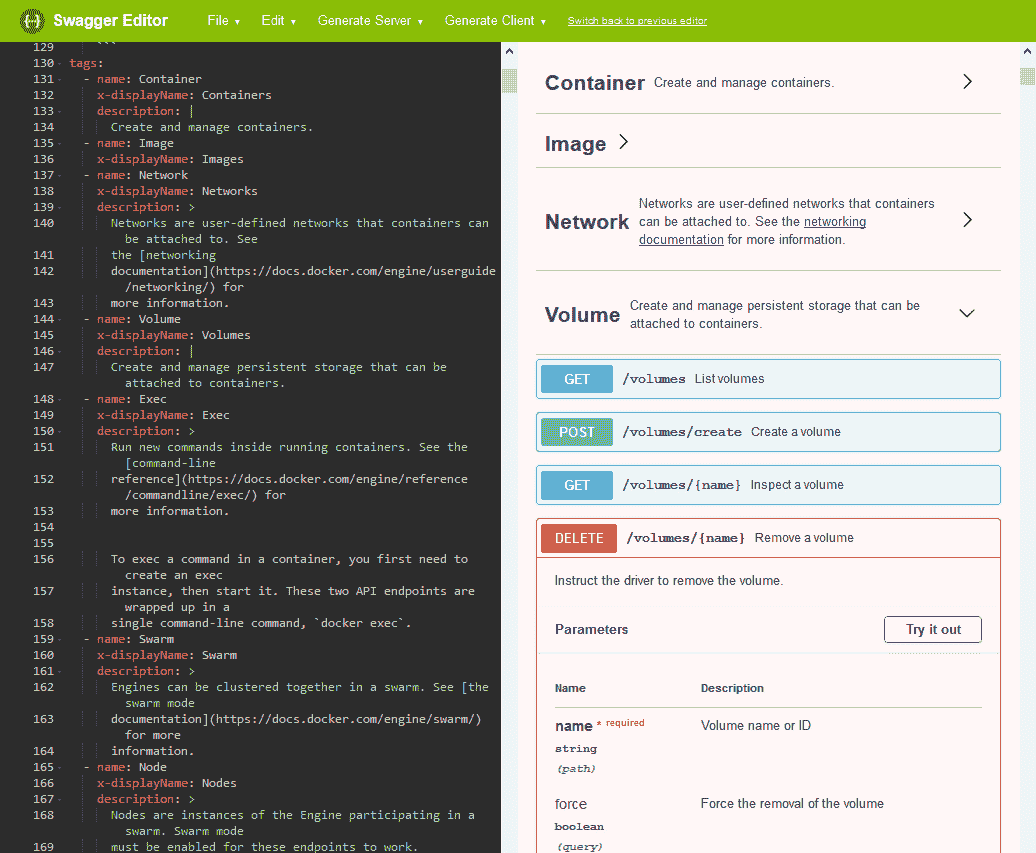 Swagger Editor File ▾ Edit ▾ Generate Server ▾ Generate Client ▾ Switch back to previous editor
129 ```
130 tags:
131 - name: Container
132 x-displayName: Containers
133 description: |
134 Create and manage containers.
135 - name: Image
136 x-displayName: Images
137 - name: Network
138 x-displayName: Networks
139 description: >
140 Networks are user-defined networks that containers can
be attached to. See
141 the [networking
142 documentation](https://docs.docker.com/engine/userguide
/networking/) for
143 more information.
144 - name: Volume
145 x-displayName: Volumes
146 description: |
147 Create and manage persistent storage that can be
attached to containers.
148 - name: Exec
149 x-displayName: Exec
150 description: >
151 Run new commands inside running containers. See the
[command-line
152 reference](https://docs.docker.com/engine/reference
/commandline/exec/) for
153 more information.
154
155
156 To exec a command in a container, you first need to
create an exec
157 instance, then start it. These two API endpoints are
wrapped up in a
158 single command-line command, `docker exec`.
159 - name: Swarm
160 x-displayName: Swarm
161 description: >
162 Engines can be clustered together in a swarm. See [the
swarm mode
163 documentation](https://docs.docker.com/engine/swarm/)
for more
164 information.
165 - name: Node
166 x-displayName: Nodes
167 description: >
168 Nodes are instances of the Engine participating in a
swarm. Swarm mode
169 must be enabled for these endpoints to work.
Container Create and manage containers.
Image
Network
Networks are user-defined networks that containers
can be attached to. See the networking
documentation for more information.
Volume
Create and manage persistent storage that can be
attached to containers.
GET /volumes List volumes
POST /volumes/create Create a volume
GET /volumes/{name} Inspect a volume
DELETE /volumes/{name} Remove a volume
Instruct the driver to remove the volume.
Parameters Try it out
Name Description
name * required Volume name or ID
string
(path)
force Force the removal of the volume
boolean
(query)